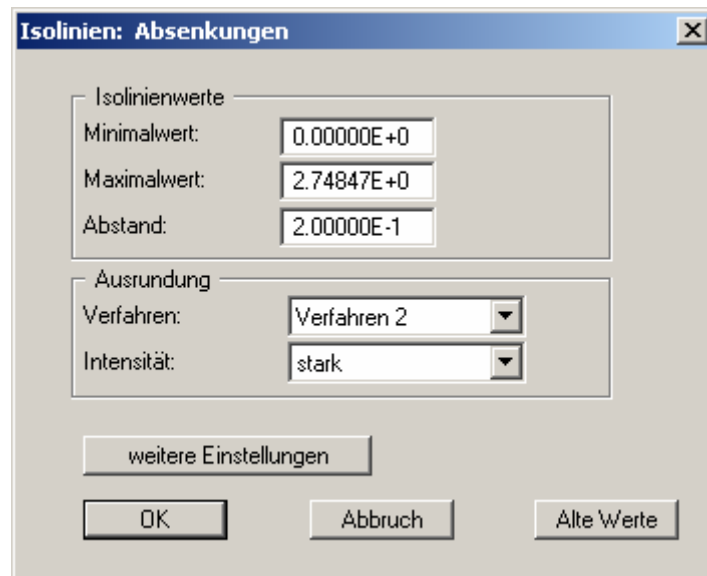 Isolinien: Absenkungen
Isolinienwerte
Minimalwert: 0.00000E+0
Maximalwert: 2.74847E+0
Abstand: 2.00000E-1
Ausrundung
Verfahren: Verfahren 2
Intensität: stark
weitere Einstellungen
OK Abbruch Alte Werte